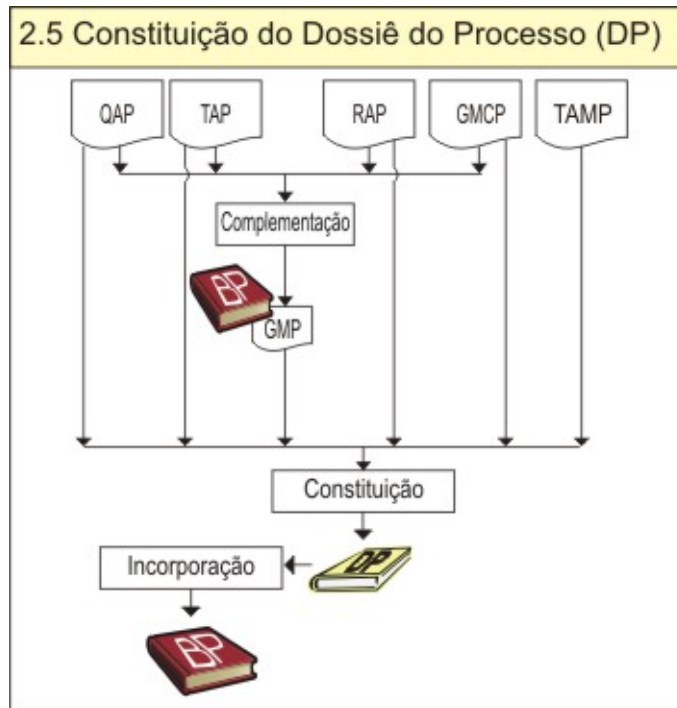 2.5 Constituição do Dossiê do Processo (DP)
QAP
TAP
RAP
GMCP
TAMP
Complementação
BP
GMP
Constituição
DP
Incorporação
BP